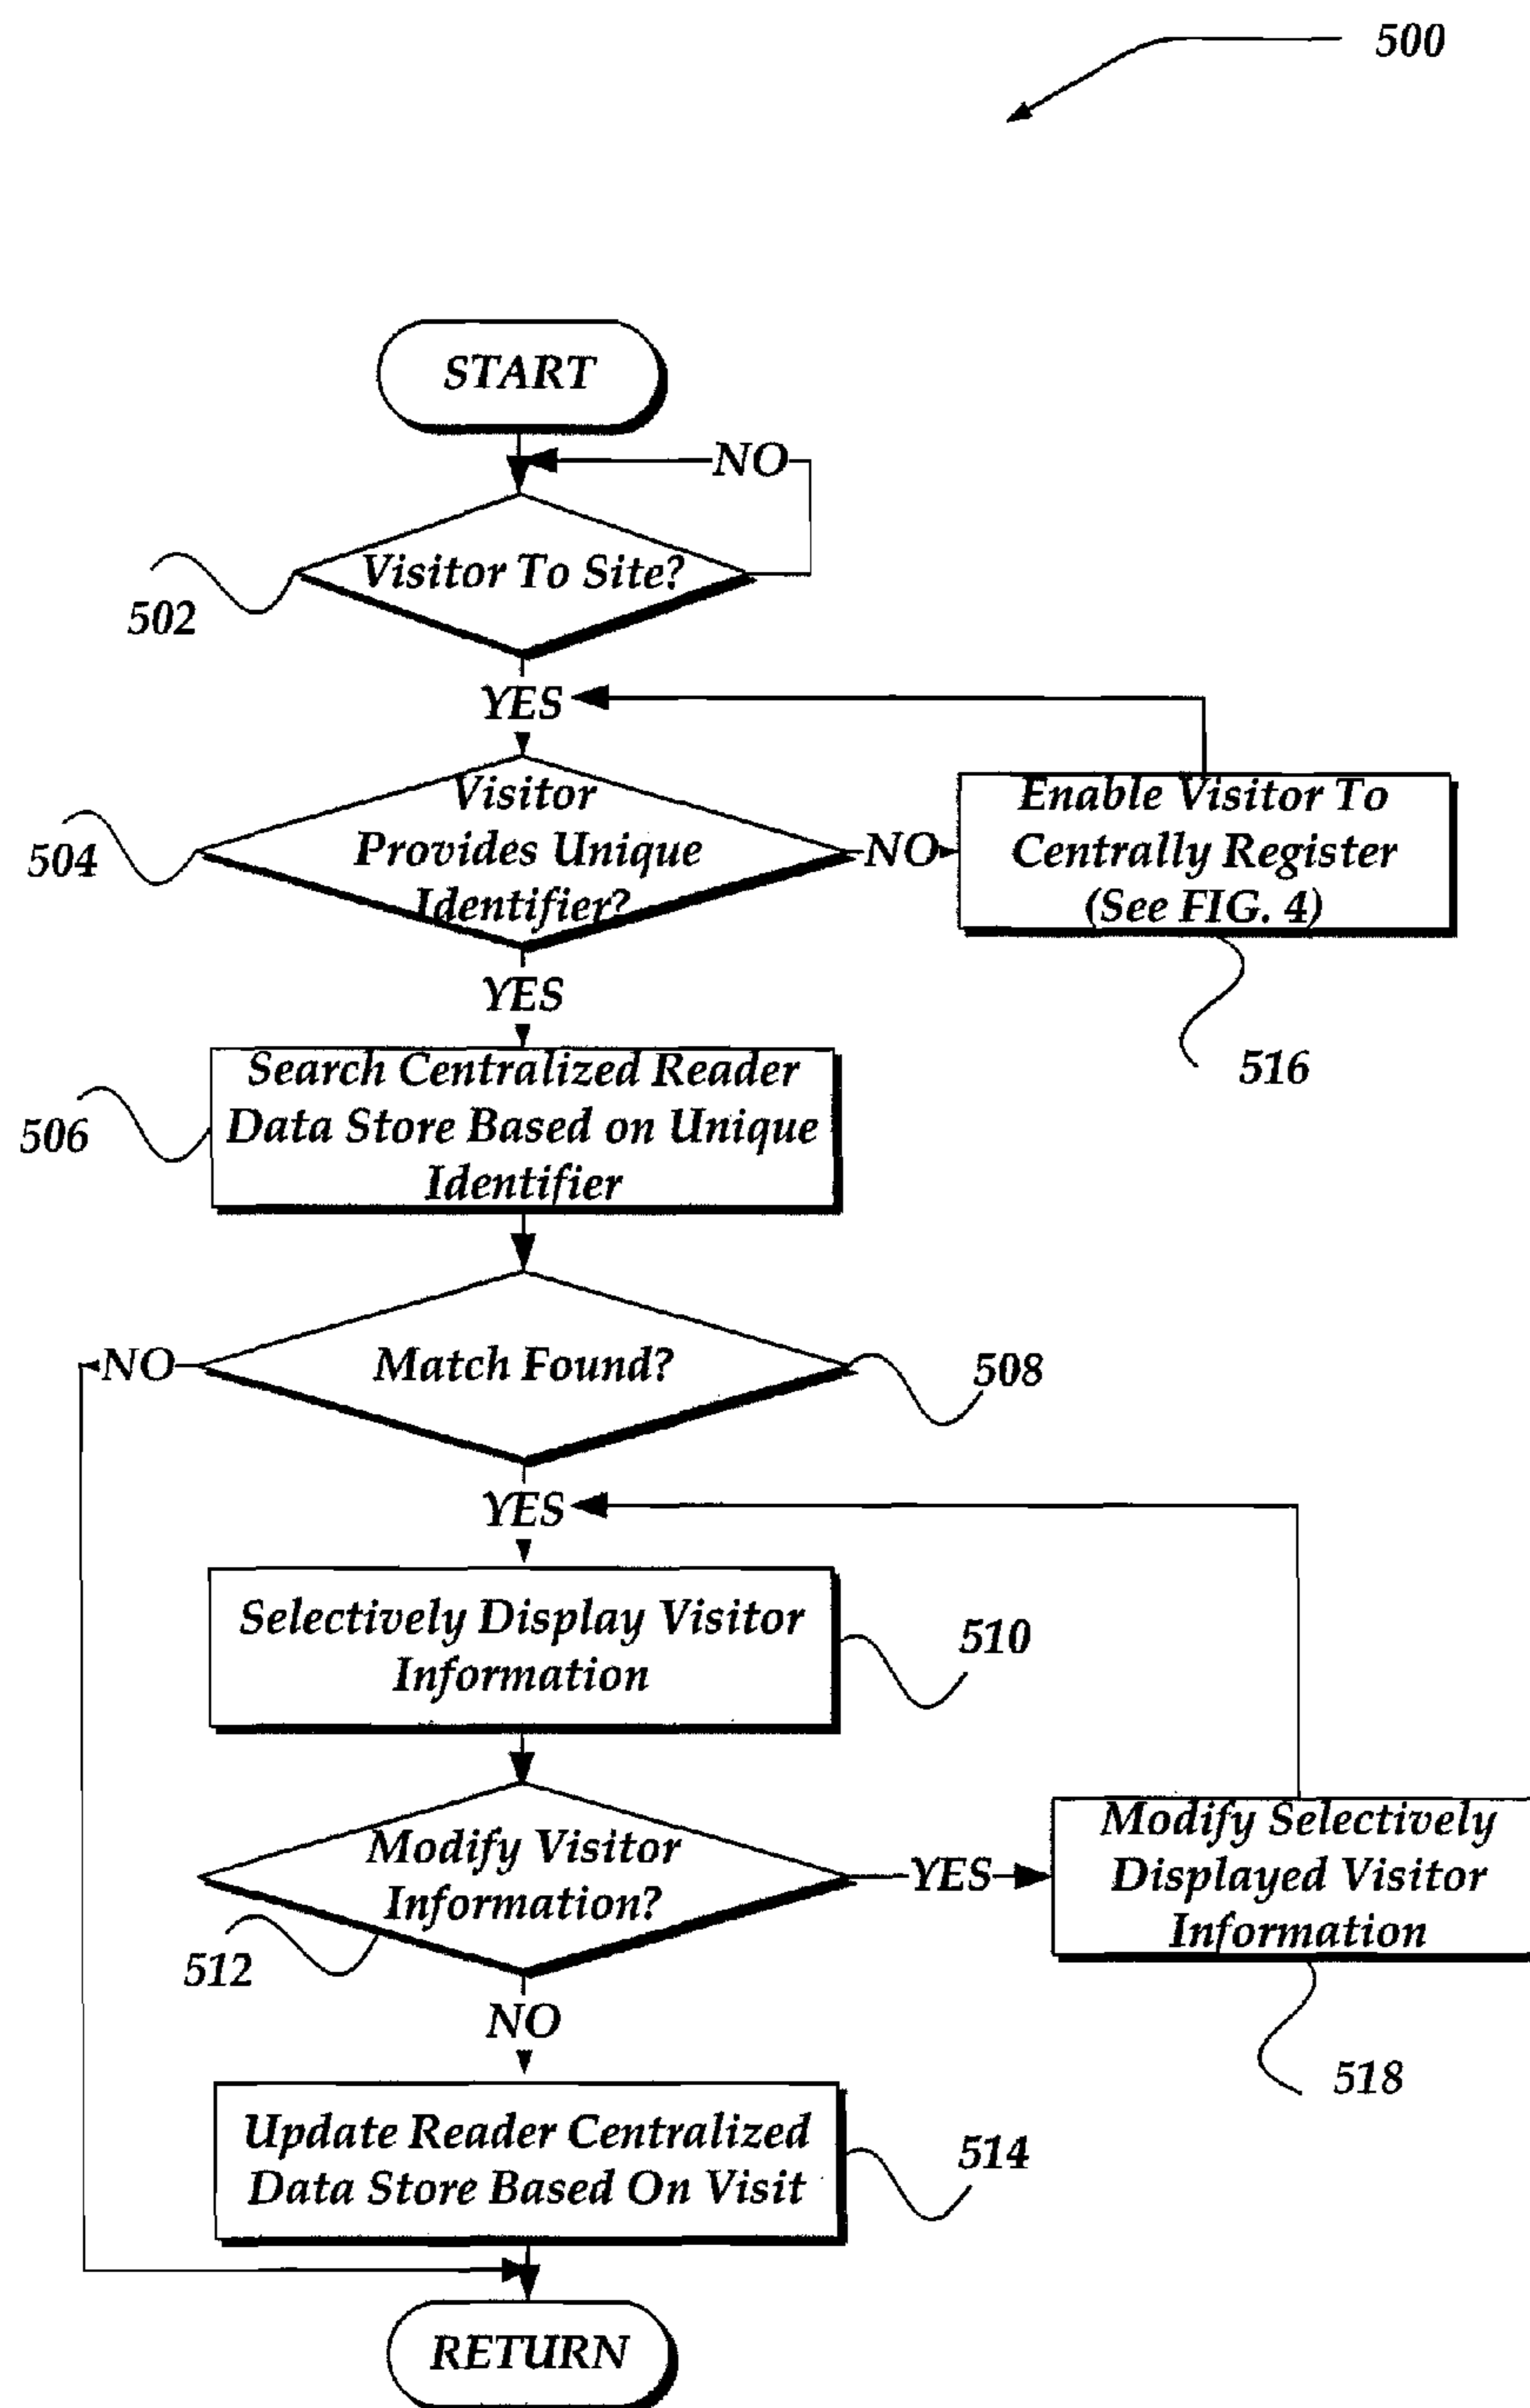 500
START
NO
Visitor To Site?
502
YES
Visitor
Provides Unique
Identifier?
504
NO
Enable Visitor To
Centrally Register
(See FIG. 4)
516
YES
Search Centralized Reader
Data Store Based on Unique
Identifier
506
NO
Match Found?
508
YES
Selectively Display Visitor
Information
510
Modify Visitor
Information?
512
YES
Modify Selectively
Displayed Visitor
Information
518
NO
Update Reader Centralized
Data Store Based On Visit
514
RETURN